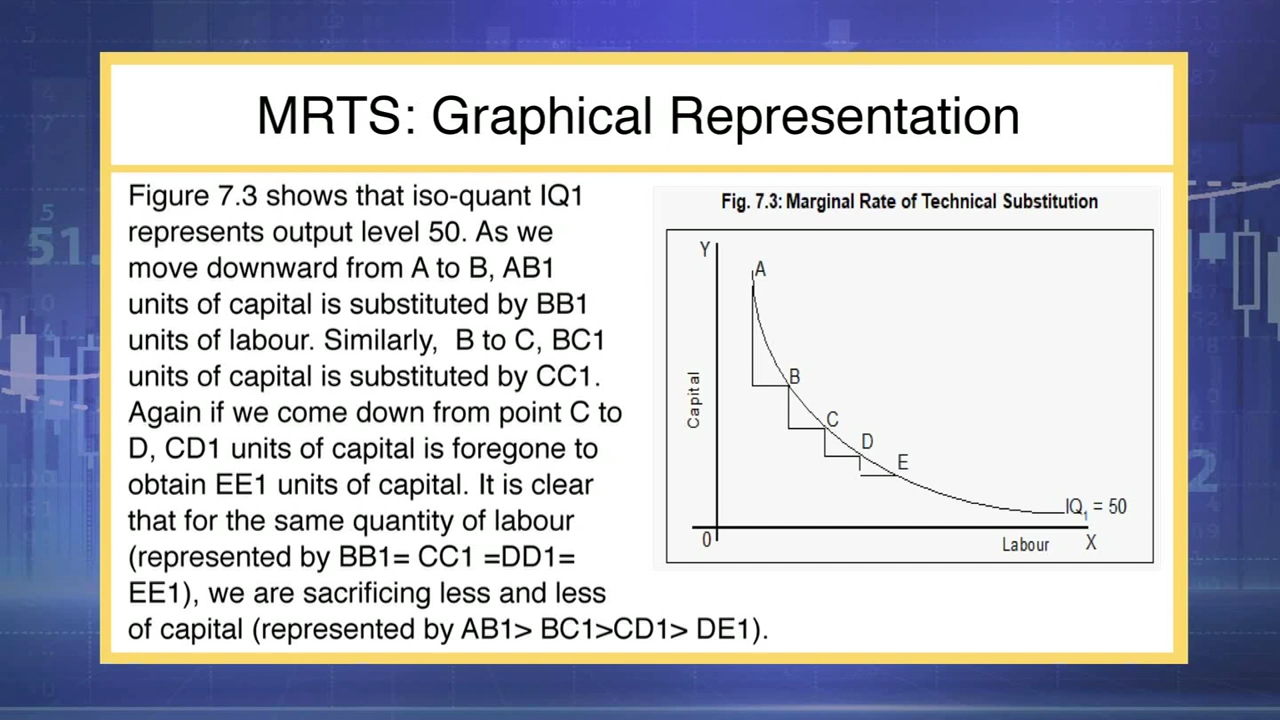 MRTS: Graphical Representation
Figure 7.3 shows that iso-quant IQ1
represents output level 50. As we
move downward from A to B, AB1
units of capital is substituted by BB1
units of labour. Similarly,  B to C, BC1
units of capital is substituted by CC1.
Again if we come down from point C to
D, CD1 units of capital is foregone to
obtain EE1 units of capital. It is clear
that for the same quantity of labour
(represented by BB1= CC1 =DD1=
EE1), we are sacrificing less and less
of capital (represented by AB1> BC1>CD1> DE1).
Fig. 7.3: Marginal Rate of Technical Substitution
Y
A
B
Capital
C
D
E
IQ1 = 50
0
Labour
X
5
51.
2